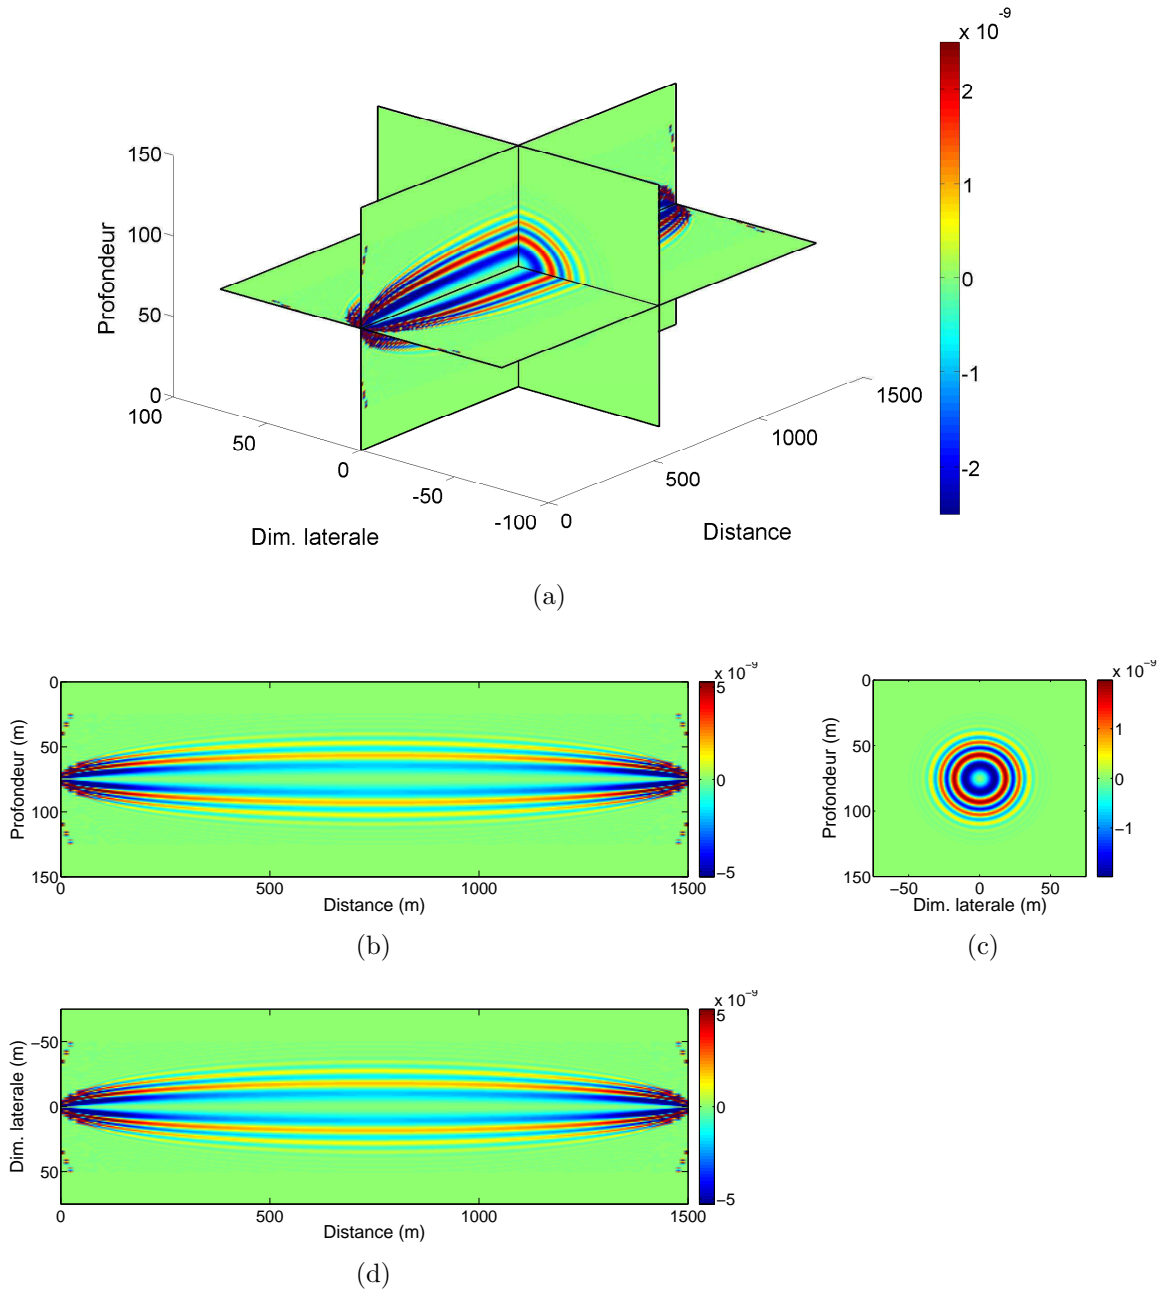 x 10 -9
2
1
0
-1
-2
150
100
50
0
Profondeur
100
50
0
-50
-100
Dim. laterale
0
500
1000
1500
Distance
(a)
x 10⁻⁹
0
50
100
150
Profondeur (m)
0
500
1000
1500
Distance (m)
5
0
−5
(b)
x 10⁻⁹
0
50
100
150
Profondeur (m)
−50
0
50
Dim. laterale (m)
1
0
−1
(c)
x 10⁻⁹
−50
0
50
Dim. laterale (m)
0
500
1000
1500
Distance (m)
5
0
−5
(d)